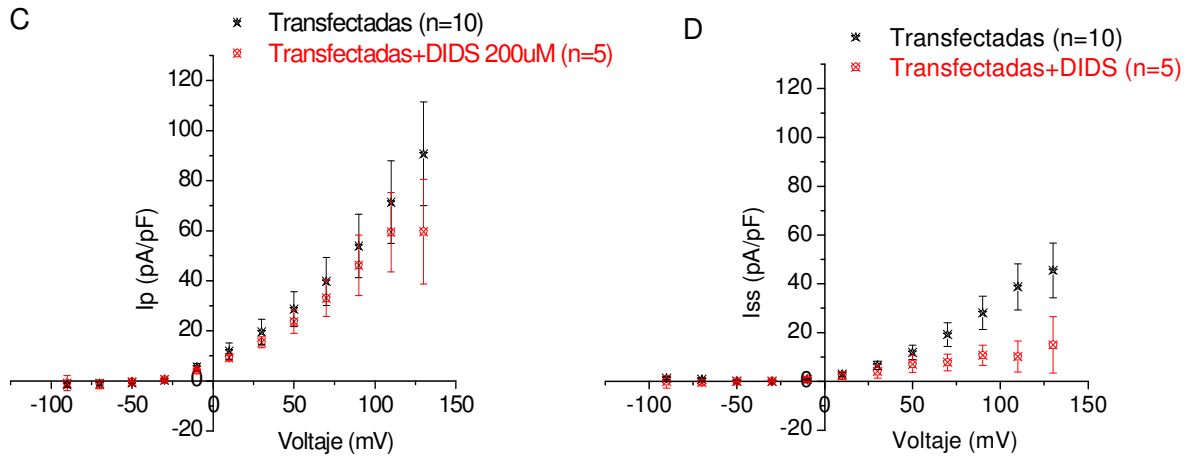 C
Transfectadas (n=10)
Transfectadas+DIDS 200uM (n=5)
120
100
80
60
40
20
0
-20
-100
-50
0
50
100
150
Ip (pA/pF)
Voltaje (mV)
D
Transfectadas (n=10)
Transfectadas+DIDS (n=5)
120
100
80
60
40
20
0
-20
-100
-50
0
50
100
150
Iss (pA/pF)
Voltaje (mV)